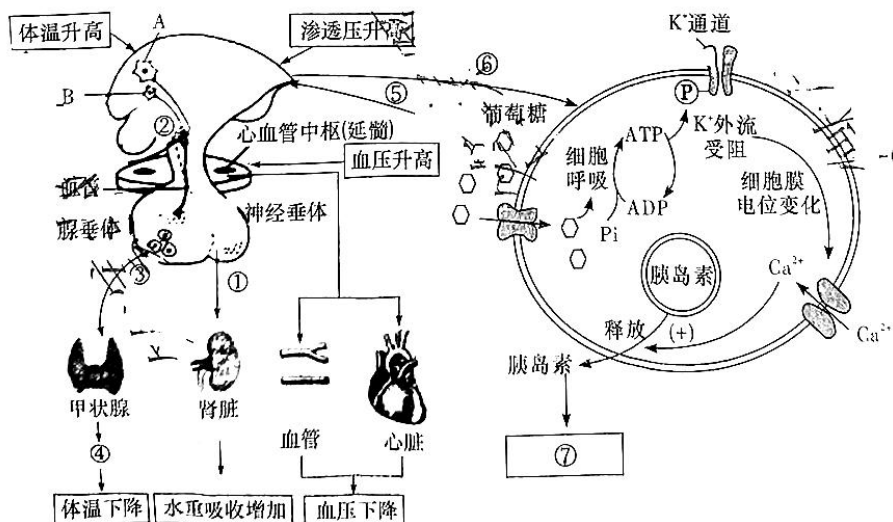 体温升高
A
渗透压升高
K⁺通道
B
⑥
⑤
P
②
葡萄糖
心血管中枢(延髓)
ATP
K⁺外流
受阻
血压升高
细胞
呼吸
细胞膜
电位变化
血管
ADP
腺垂体
神经垂体
Pi
③
①
胰岛素
Ca²⁺
释放
(+)
Ca²⁺
胰岛素
甲状腺
肾脏
血管
心脏
④
⑦
体温下降
水重吸收增加
血压下降